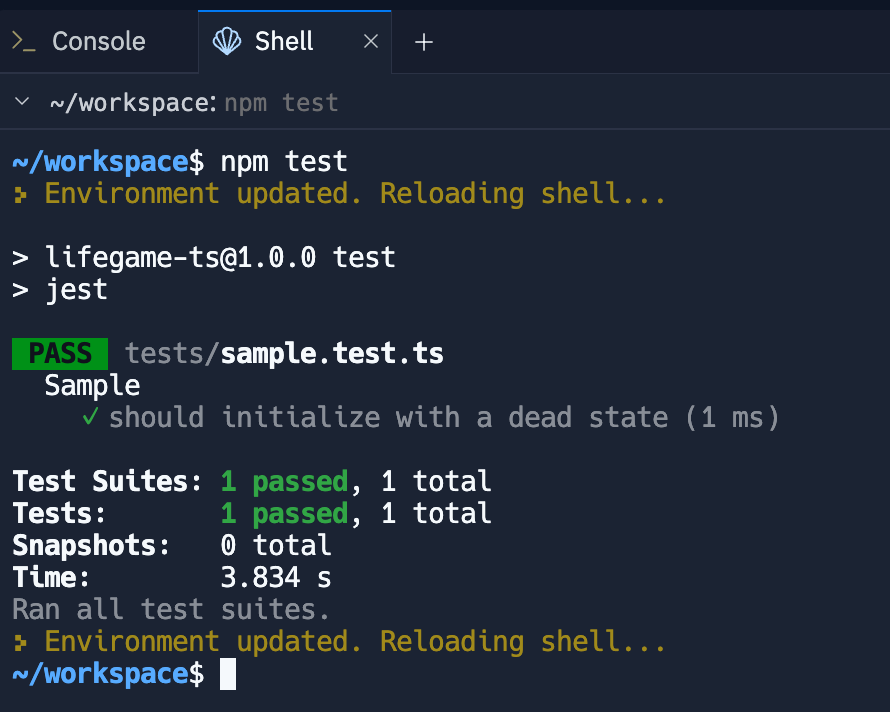 Console Shell
~/workspace: npm test
~/workspace$ npm test
Environment updated. Reloading shell...
> lifegame-ts@1.0.0 test
> jest
PASS tests/sample.test.ts
Sample
✓ should initialize with a dead state (1 ms)
Test Suites: 1 passed, 1 total
Tests: 1 passed, 1 total
Snapshots: 0 total
Time: 3.834 s
Ran all test suites.
Environment updated. Reloading shell...
~/workspace$